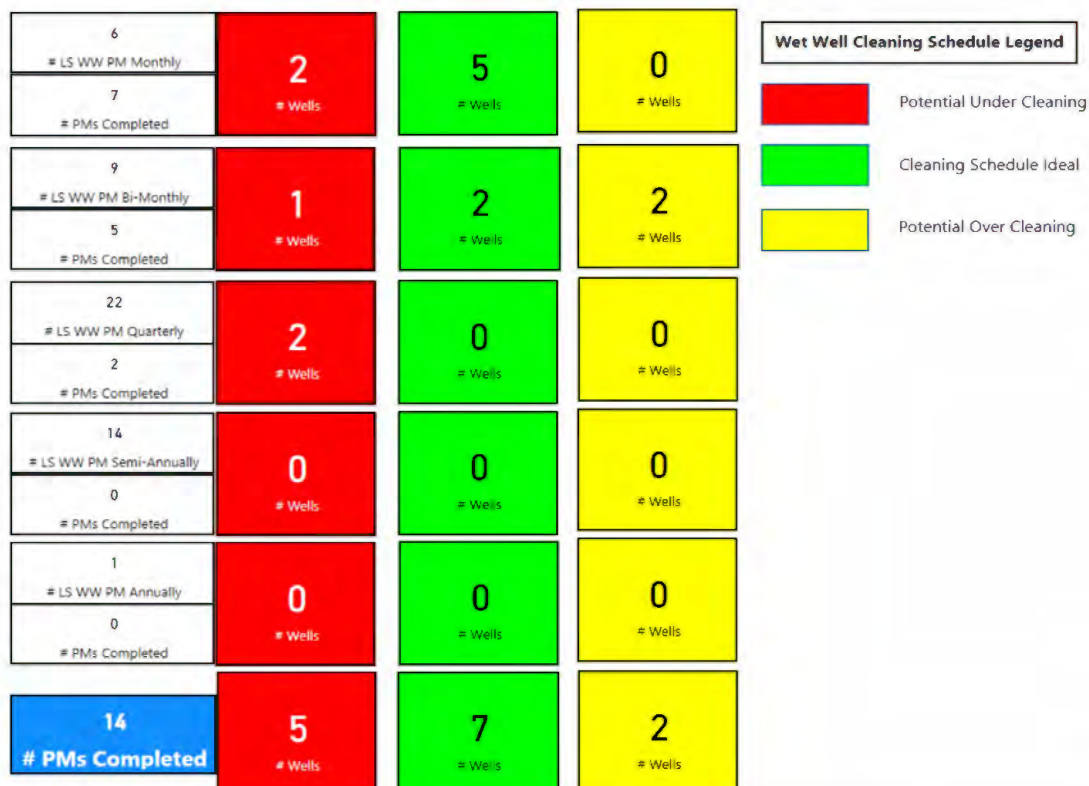 6
# LS WW PM Monthly
7
# PMs Completed
2
# Wells
5
# Wells
0
# Wells
9
# LS WW PM Bi-Monthly
5
# PMs Completed
1
# Wells
2
# Wells
2
# Wells
22
# LS WW PM Quarterly
2
# PMs Completed
2
# Wells
0
# Wells
0
# Wells
14
# LS WW PM Semi-Annually
0
# PMs Completed
0
# Wells
0
# Wells
0
# Wells
1
# LS WW PM Annually
0
# PMs Completed
0
# Wells
0
# Wells
0
# Wells
14
# PMs Completed
5
# Wells
7
# Wells
2
# Wells
Wet Well Cleaning Schedule Legend
Potential Under Cleaning
Cleaning Schedule Ideal
Potential Over Cleaning